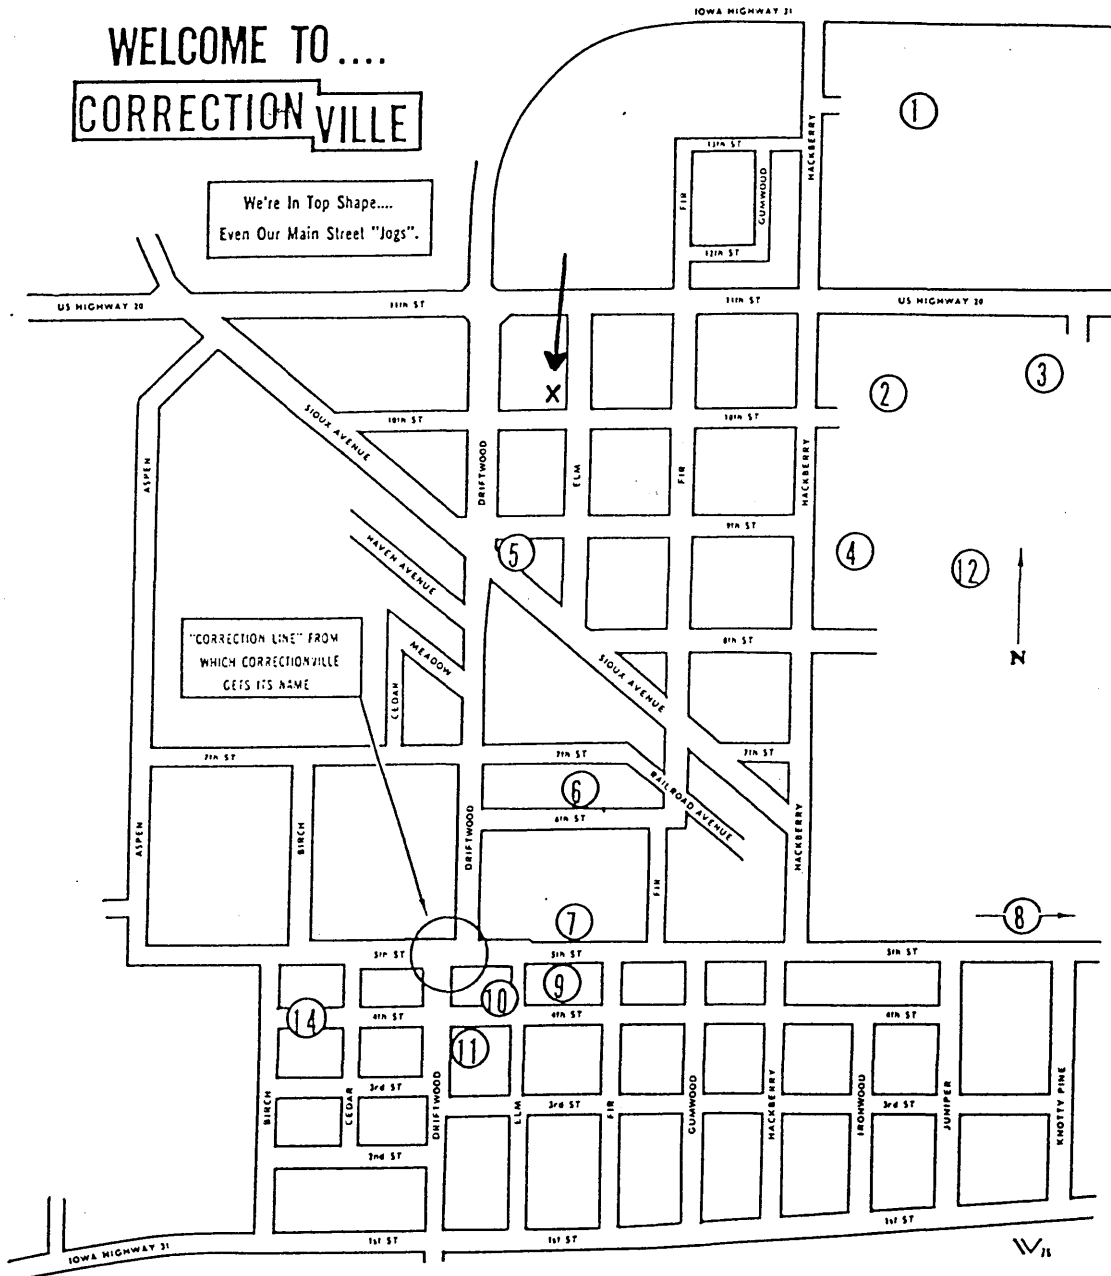 IOWA HIGHWAY 31
WELCOME TO ....
CORRECTIONVILLE
We're In Top Shape....
Even Our Main Street "Jogs".
1
13th ST
HACKBERRY
FIR
GUMWOOD
12th ST
US HIGHWAY 20
11th ST
11th ST
US HIGHWAY 20
X
3
2
SIOUX AVENUE
10th ST
10th ST
ASPEN
DRIFTWOOD
ELM
FIR
HACKBERRY
9th ST
5
4
12
HAVEN AVENUE
N
"CORRECTION LINE" FROM
WHICH CORRECTIONVILLE
GETS ITS NAME
MEADOW
CEDAR
8th ST
SIOUX AVENUE
7th ST
7th ST
7th ST
6
RAILROAD AVENUE
6th ST
ASPEN
BIRCH
DRIFTWOOD
HACKBERRY
FIR
7
8
5th ST
5th ST
5th ST
9
10
14
4th ST
4th ST
4th ST
11
3rd ST
3rd ST
3rd ST
BIRCH
CEDAR
DRIFTWOOD
ELM
FIR
GUMWOOD
HACKBERRY
IRONWOOD
JUNIPER
KNOTTY PINE
2nd ST
1st ST
1st ST
1st ST
IOWA HIGHWAY 31